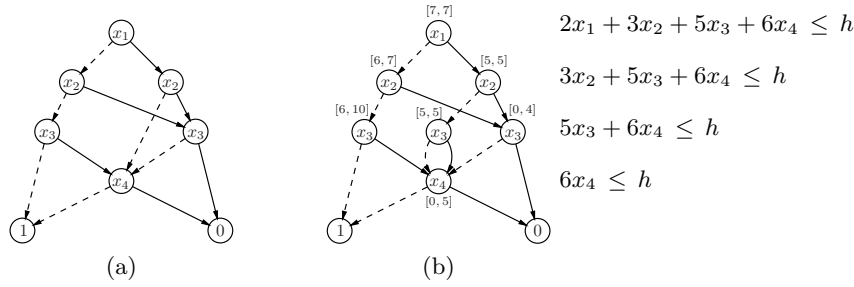 [7, 7]
x₁ x₁ 2x₁ + 3x₂ + 5x₃ + 6x₄ ≤ h
[6, 7] [5, 5]
x₂ x₂ x₂ x₂ 3x₂ + 5x₃ + 6x₄ ≤ h
[6, 10] [5, 5] [0, 4]
x₃ x₃ x₃ x₃ x₃ 5x₃ + 6x₄ ≤ h
x₄ x₄ 6x₄ ≤ h
[0, 5]
1 0 1 0
(a) (b)